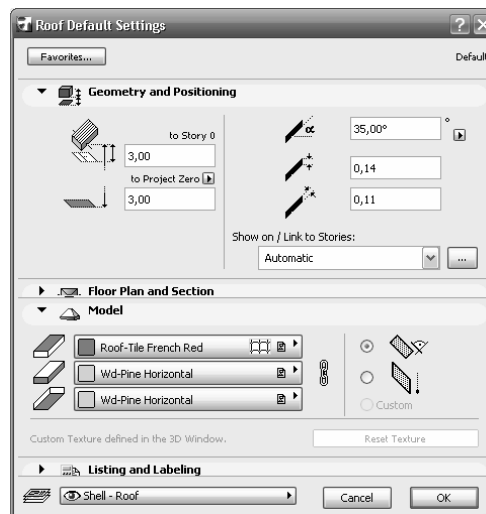 Roof Default Settings
Favorites...
Default
Geometry and Positioning
to Story 0
3,00
to Project Zero
3,00
α
35,00°
°
0,14
0,11
Show on / Link to Stories:
Automatic
...
Floor Plan and Section
Model
Roof-Tile French Red
Wd-Pine Horizontal
Wd-Pine Horizontal
Custom
Custom Texture defined in the 3D Window.
Reset Texture
Listing and Labeling
Shell - Roof
Cancel
OK